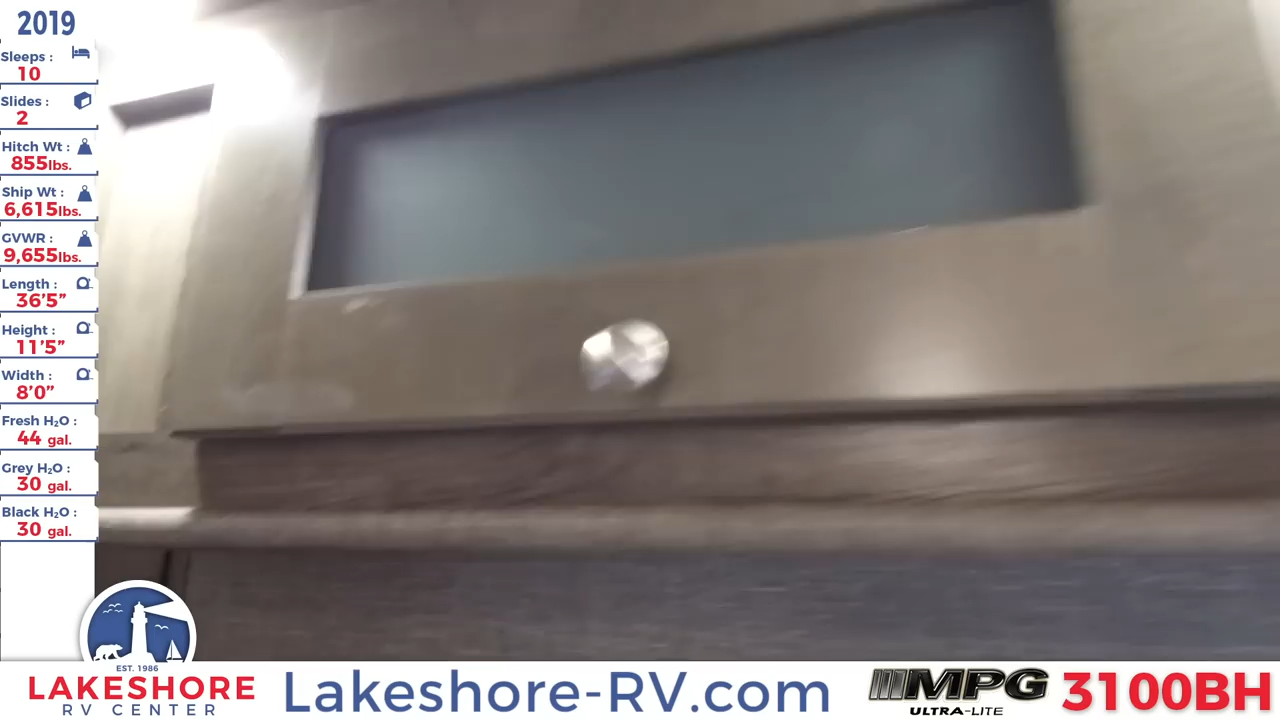 2019
Sleeps :
10
Slides :
2
Hitch Wt :
855lbs.
Ship Wt :
6,615lbs.
GVWR :
9,655lbs.
Length :
36'5”
Height :
11'5”
Width :
8'0”
Fresh H₂O :
44 gal.
Grey H₂O :
30 gal.
Black H₂O :
30 gal.
EST. 1986
LAKESHORE
RV CENTER
Lakeshore-RV.com
MPG
ULTRA-LITE
3100BH